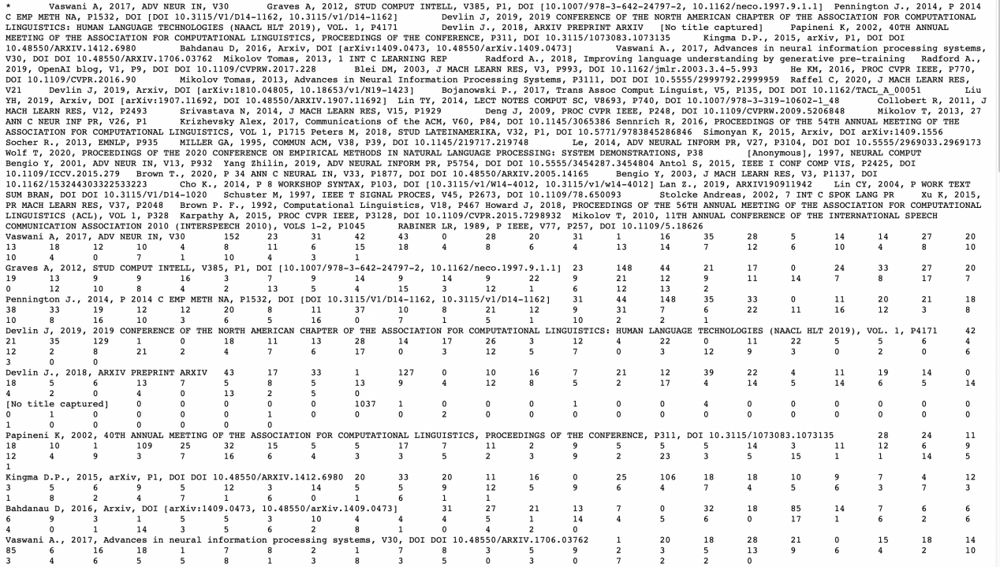 *	Vaswani A, 2017, ADV NEUR IN, V30	Graves A, 2012, STUD COMPUT INTELL, V385, P1, DOI [10.1007/978-3-642-24797-2, 10.1162/neco.1997.9.1.1]	Pennington J., 2014, P 2014
C EMP METH NA, P1532, DOI [DOI 10.3115/V1/D14-1162, 10.3115/v1/D14-1162]	Devlin J, 2019, 2019 CONFERENCE OF THE NORTH AMERICAN CHAPTER OF THE ASSOCIATION FOR COMPUTATIONAL
LINGUISTICS: HUMAN LANGUAGE TECHNOLOGIES (NAACL HLT 2019), VOL. 1, P4171	Devlin J., 2018, ARXIV PREPRINT ARXIV	[No title captured]	Papineni K, 2002, 40TH ANNUAL
MEETING OF THE ASSOCIATION FOR COMPUTATIONAL LINGUISTICS, PROCEEDINGS OF THE CONFERENCE, P311, DOI 10.3115/1073083.1073135	Kingma D.P., 2015, arXiv, P1, DOI DOI
10.48550/ARXIV.1412.6980	Bahdanau D, 2016, Arxiv, DOI [arXiv:1409.0473, 10.48550/arXiv.1409.0473]	Vaswani A., 2017, Advances in neural information processing systems,
V30, DOI DOI 10.48550/ARXIV.1706.03762	Mikolov Tomas, 2013, 1 INT C LEARNING REP	Radford A., 2018, Improving language understanding by generative pre-training	Radford A.,
2019, OpenAI blog, V1, P9, DOI DOI 10.1109/CVPRW.2017.228	Blei DM, 2003, J MACH LEARN RES, V3, P993, DOI 10.1162/jmlr.2003.3.4-5.993	He KM, 2016, PROC CVPR IEEE, P770,
DOI 10.1109/CVPR.2016.90	Mikolov Tomas, 2013, Advances in Neural Information Processing Systems, P3111, DOI 10.5555/2999792.2999959	Raffel C, 2020, J MACH LEARN RES,
V21	Devlin J, 2019, Arxiv, DOI [arXiv:1810.04805, 10.18653/v1/N19-1423]	Bojanowski P., 2017, Trans Assoc Comput Linguist, V5, P135, DOI DOI 10.1162/TACL_A_00051	Liu
YH, 2019, Arxiv, DOI [arXiv:1907.11692, DOI 10.48550/ARXIV.1907.11692]	Lin TY, 2014, LECT NOTES COMPUT SC, V8693, P740, DOI 10.1007/978-3-319-10602-1_48	Collobert R, 2011, J
MACH LEARN RES, V12, P2493	Srivastava N, 2014, J MACH LEARN RES, V15, P1929	Deng J, 2009, PROC CVPR IEEE, P248, DOI 10.1109/CVPRW.2009.5206848	Mikolov T, 2013, 27
ANN C NEUR INF PR, V26, P1	Krizhevsky Alex, 2017, Communications of the ACM, V60, P84, DOI 10.1145/3065386	Sennrich R, 2016, PROCEEDINGS OF THE 54TH ANNUAL MEETING OF THE
ASSOCIATION FOR COMPUTATIONAL LINGUISTICS, VOL 1, P1715	Peters M, 2018, STUD LATEINAMERIKA, V32, P1, DOI 10.5771/9783845286846	Simonyan K, 2015, Arxiv, DOI arXiv:1409.1556
Socher R., 2013, EMNLP, P935	MILLER GA, 1995, COMMUN ACM, V38, P39, DOI 10.1145/219717.219748	Le, 2014, ADV NEURAL INFORM PR, V27, P3104, DOI DOI 10.5555/2969033.2969173
Wolf T, 2020, PROCEEDINGS OF THE 2020 CONFERENCE ON EMPIRICAL METHODS IN NATURAL LANGUAGE PROCESSING: SYSTEM DEMONSTRATIONS, P38	[Anonymous], 1997, NEURAL COMPUT
Bengio Y, 2001, ADV NEUR IN, V13, P932	Yang Zhilin, 2019, ADV NEURAL INFORM PR, P5754, DOI DOI 10.5555/3454287.3454804	Antol S, 2015, IEEE I CONF COMP VIS, P2425, DOI
10.1109/ICCV.2015.279	Brown T., 2020, P 34 ANN C NEURAL IN, V33, P1877, DOI DOI 10.48550/ARXIV.2005.14165	Bengio Y, 2003, J MACH LEARN RES, V3, P1137, DOI
10.1162/153244303322533223	Cho K., 2014, P 8 WORKSHOP SYNTAX, P103, DOI [10.3115/v1/W14-4012, 10.3115/v1/w14-4012]	Lan Z., 2019, ARXIV190911942	Lin CY, 2004, P WORK TEXT
SUM BRAN, DOI DOI 10.3115/v1/D14-1020	Schuster M, 1997, IEEE T SIGNAL PROCES, V45, P2673, DOI 10.1109/78.650093	Stolcke Andreas, 2002, 7 INT C SPOK LANG PR	Xu K, 2015,
PR MACH LEARN RES, V37, P2048	Brown P. F., 1992, Computational Linguistics, V18, P467	Howard J, 2018, PROCEEDINGS OF THE 56TH ANNUAL MEETING OF THE ASSOCIATION FOR COMPUTATIONAL
LINGUISTICS (ACL), VOL 1, P328	Karpathy A, 2015, PROC CVPR IEEE, P3128, DOI 10.1109/CVPR.2015.7298932	Mikolov T, 2010, 11TH ANNUAL CONFERENCE OF THE INTERNATIONAL SPEECH
COMMUNICATION ASSOCIATION 2010 (INTERSPEECH 2010), VOLS 1-2, P1045	RABINER LR, 1989, P IEEE, V77, P257, DOI 10.1109/5.18626
Vaswani A, 2017, ADV NEUR IN, V30	152	23	31	42	43	0	28	20	31	1	16	35	28	5	14	14	27	20
13	18	12	10	4	8	11	6	15	18	4	8	6	4	13	14	7	12	6	10	4	8	10
10	4	0	7	1	10	4	3	1
Graves A, 2012, STUD COMPUT INTELL, V385, P1, DOI [10.1007/978-3-642-24797-2, 10.1162/neco.1997.9.1.1]	23	148	44	21	17	0	24	33	27	20
19	13	9	9	16	3	7	9	14	9	14	9	22	9	21	12	9	11	14	7	8	17	7
0	12	10	8	4	2	13	5	4	15	3	12	1	6	12	13	2
Pennington J., 2014, P 2014 C EMP METH NA, P1532, DOI [DOI 10.3115/V1/D14-1162, 10.3115/v1/D14-1162]	31	44	148	35	33	0	11	20	21	18
38	33	19	12	12	20	8	11	37	10	8	21	12	9	31	7	6	22	11	16	12	3	8
10	8	16	10	3	6	5	16	0	7	1	5	1	10	2	2	1
Devlin J, 2019, 2019 CONFERENCE OF THE NORTH AMERICAN CHAPTER OF THE ASSOCIATION FOR COMPUTATIONAL LINGUISTICS: HUMAN LANGUAGE TECHNOLOGIES (NAACL HLT 2019), VOL. 1, P4171	42
21	35	129	1	0	18	11	13	28	14	17	26	3	12	4	22	0	11	22	5	5	6	4
12	2	8	21	2	4	7	6	17	0	3	12	5	7	0	3	12	9	3	0	2	0	6
3	0	0
Devlin J., 2018, ARXIV PREPRINT ARXIV	43	17	33	1	127	0	10	16	7	21	12	39	22	4	11	19	14	0
18	5	6	13	7	5	8	5	13	9	4	12	8	5	2	17	4	14	5	14	6	5	14
4	2	0	4	0	13	2	5	0
[No title captured]	0	0	0	0	0	1037	1	0	0	0	0	1	0	0	4	0	0	0
0	1	0	0	0	0	1	0	0	0	2	0	0	0	0	0	0	0	0	0	0	0	0
1	0	0	0	0	0	0
Papineni K, 2002, 40TH ANNUAL MEETING OF THE ASSOCIATION FOR COMPUTATIONAL LINGUISTICS, PROCEEDINGS OF THE CONFERENCE, P311, DOI 10.3115/1073083.1073135	28	24	11
18	10	1	109	25	32	15	5	5	17	7	11	2	9	5	5	5	14	3	11	12	6	9
12	4	9	3	7	16	6	3	3	5	2	3	9	2	23	3	5	15	1	1	14	5
1
Kingma D.P., 2015, arXiv, P1, DOI DOI 10.48550/ARXIV.1412.6980	20	33	20	11	16	0	25	106	18	18	10	9	7	4	12
3	5	6	9	5	12	3	14	5	5	9	12	5	9	6	4	7	4	5	6	3	7	3
1	8	2	4	7	1	6	0	1	6	1	1
Bahdanau D, 2016, Arxiv, DOI [arXiv:1409.0473, 10.48550/arXiv.1409.0473]	31	27	21	13	7	0	32	18	85	14	7	6	6
6	9	3	1	5	5	3	10	4	4	4	5	1	14	4	5	6	0	17	1	6	2	6
4	0	1	14	3	5	6	2	8	1	0	4	2	0
Vaswani A., 2017, Advances in neural information processing systems, V30, DOI DOI 10.48550/ARXIV.1706.03762	1	20	18	28	21	0	15	18	14
85	6	16	18	1	7	8	2	1	7	8	3	5	9	2	3	5	13	9	6	4	2	10
3	4	6	5	5	8	1	3	8	3	5	0	3	0	7	2	2	0